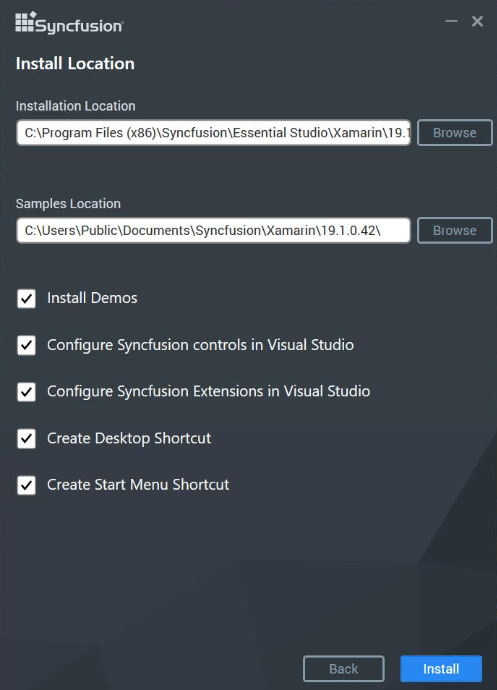 Syncfusion
Install Location
Installation Location
C:\Program Files (x86)\Syncfusion\Essential Studio\Xamarin\19.1
Browse
Samples Location
C:\Users\Public\Documents\Syncfusion\Xamarin\19.1.0.42\
Browse
Install Demos
Configure Syncfusion controls in Visual Studio
Configure Syncfusion Extensions in Visual Studio
Create Desktop Shortcut
Create Start Menu Shortcut
Back
Install